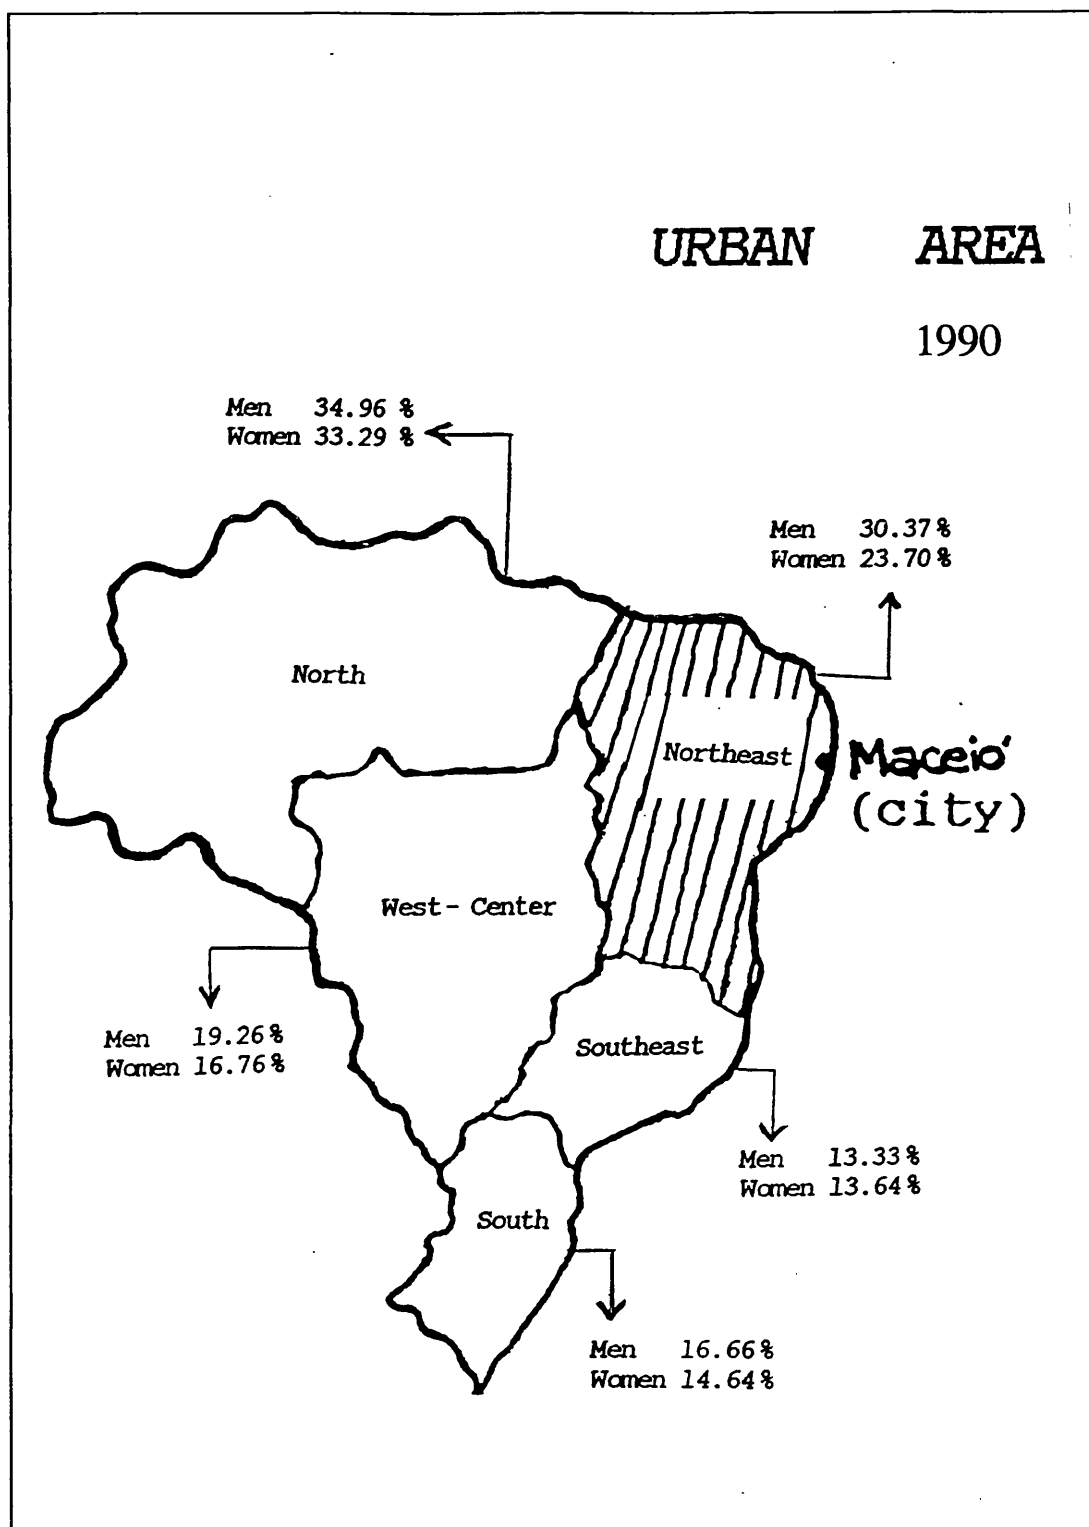 URBAN AREA
1990
Men 34.96 %
Women 33.29 %
Men 30.37%
Women 23.70%
North
Northeast
Maceió
(city)
West- Center
Men 19.26%
Women 16.76%
Southeast
Men 13.33%
Women 13.64%
South
Men 16.66%
Women 14.64%